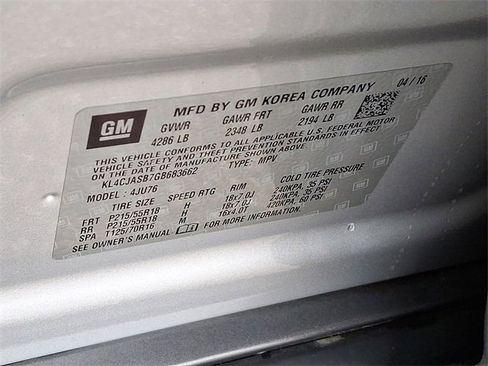 GM
MFD BY GM KOREA COMPANY 04 / 16
GVWR GAWR FRT GAWR RR
4286 LB 2348 LB 2194 LB
THIS VEHICLE CONFORMS TO ALL APPLICABLE U.S. FEDERAL MOTOR
VEHICLE SAFETY AND THEFT PREVENTION STANDARDS IN EFFECT ON
THE DATE OF MANUFACTURE SHOWN ABOVE.
KL4CJASB7GB683662 TYPE: MPV
MODEL: 4JU76
TIRE SIZE SPEED RTG RIM COLD TIRE PRESSURE
FRT P215/55R18 H 18x7.0J 240KPA, 35 PSI
RR P215/55R18 H 18x7.0J 240KPA, 35 PSI
SPA T125/70R16 M 16x4.0T 420KPA, 60 PSI
SEE OWNER'S MANUAL FOR MORE INFORMATION.